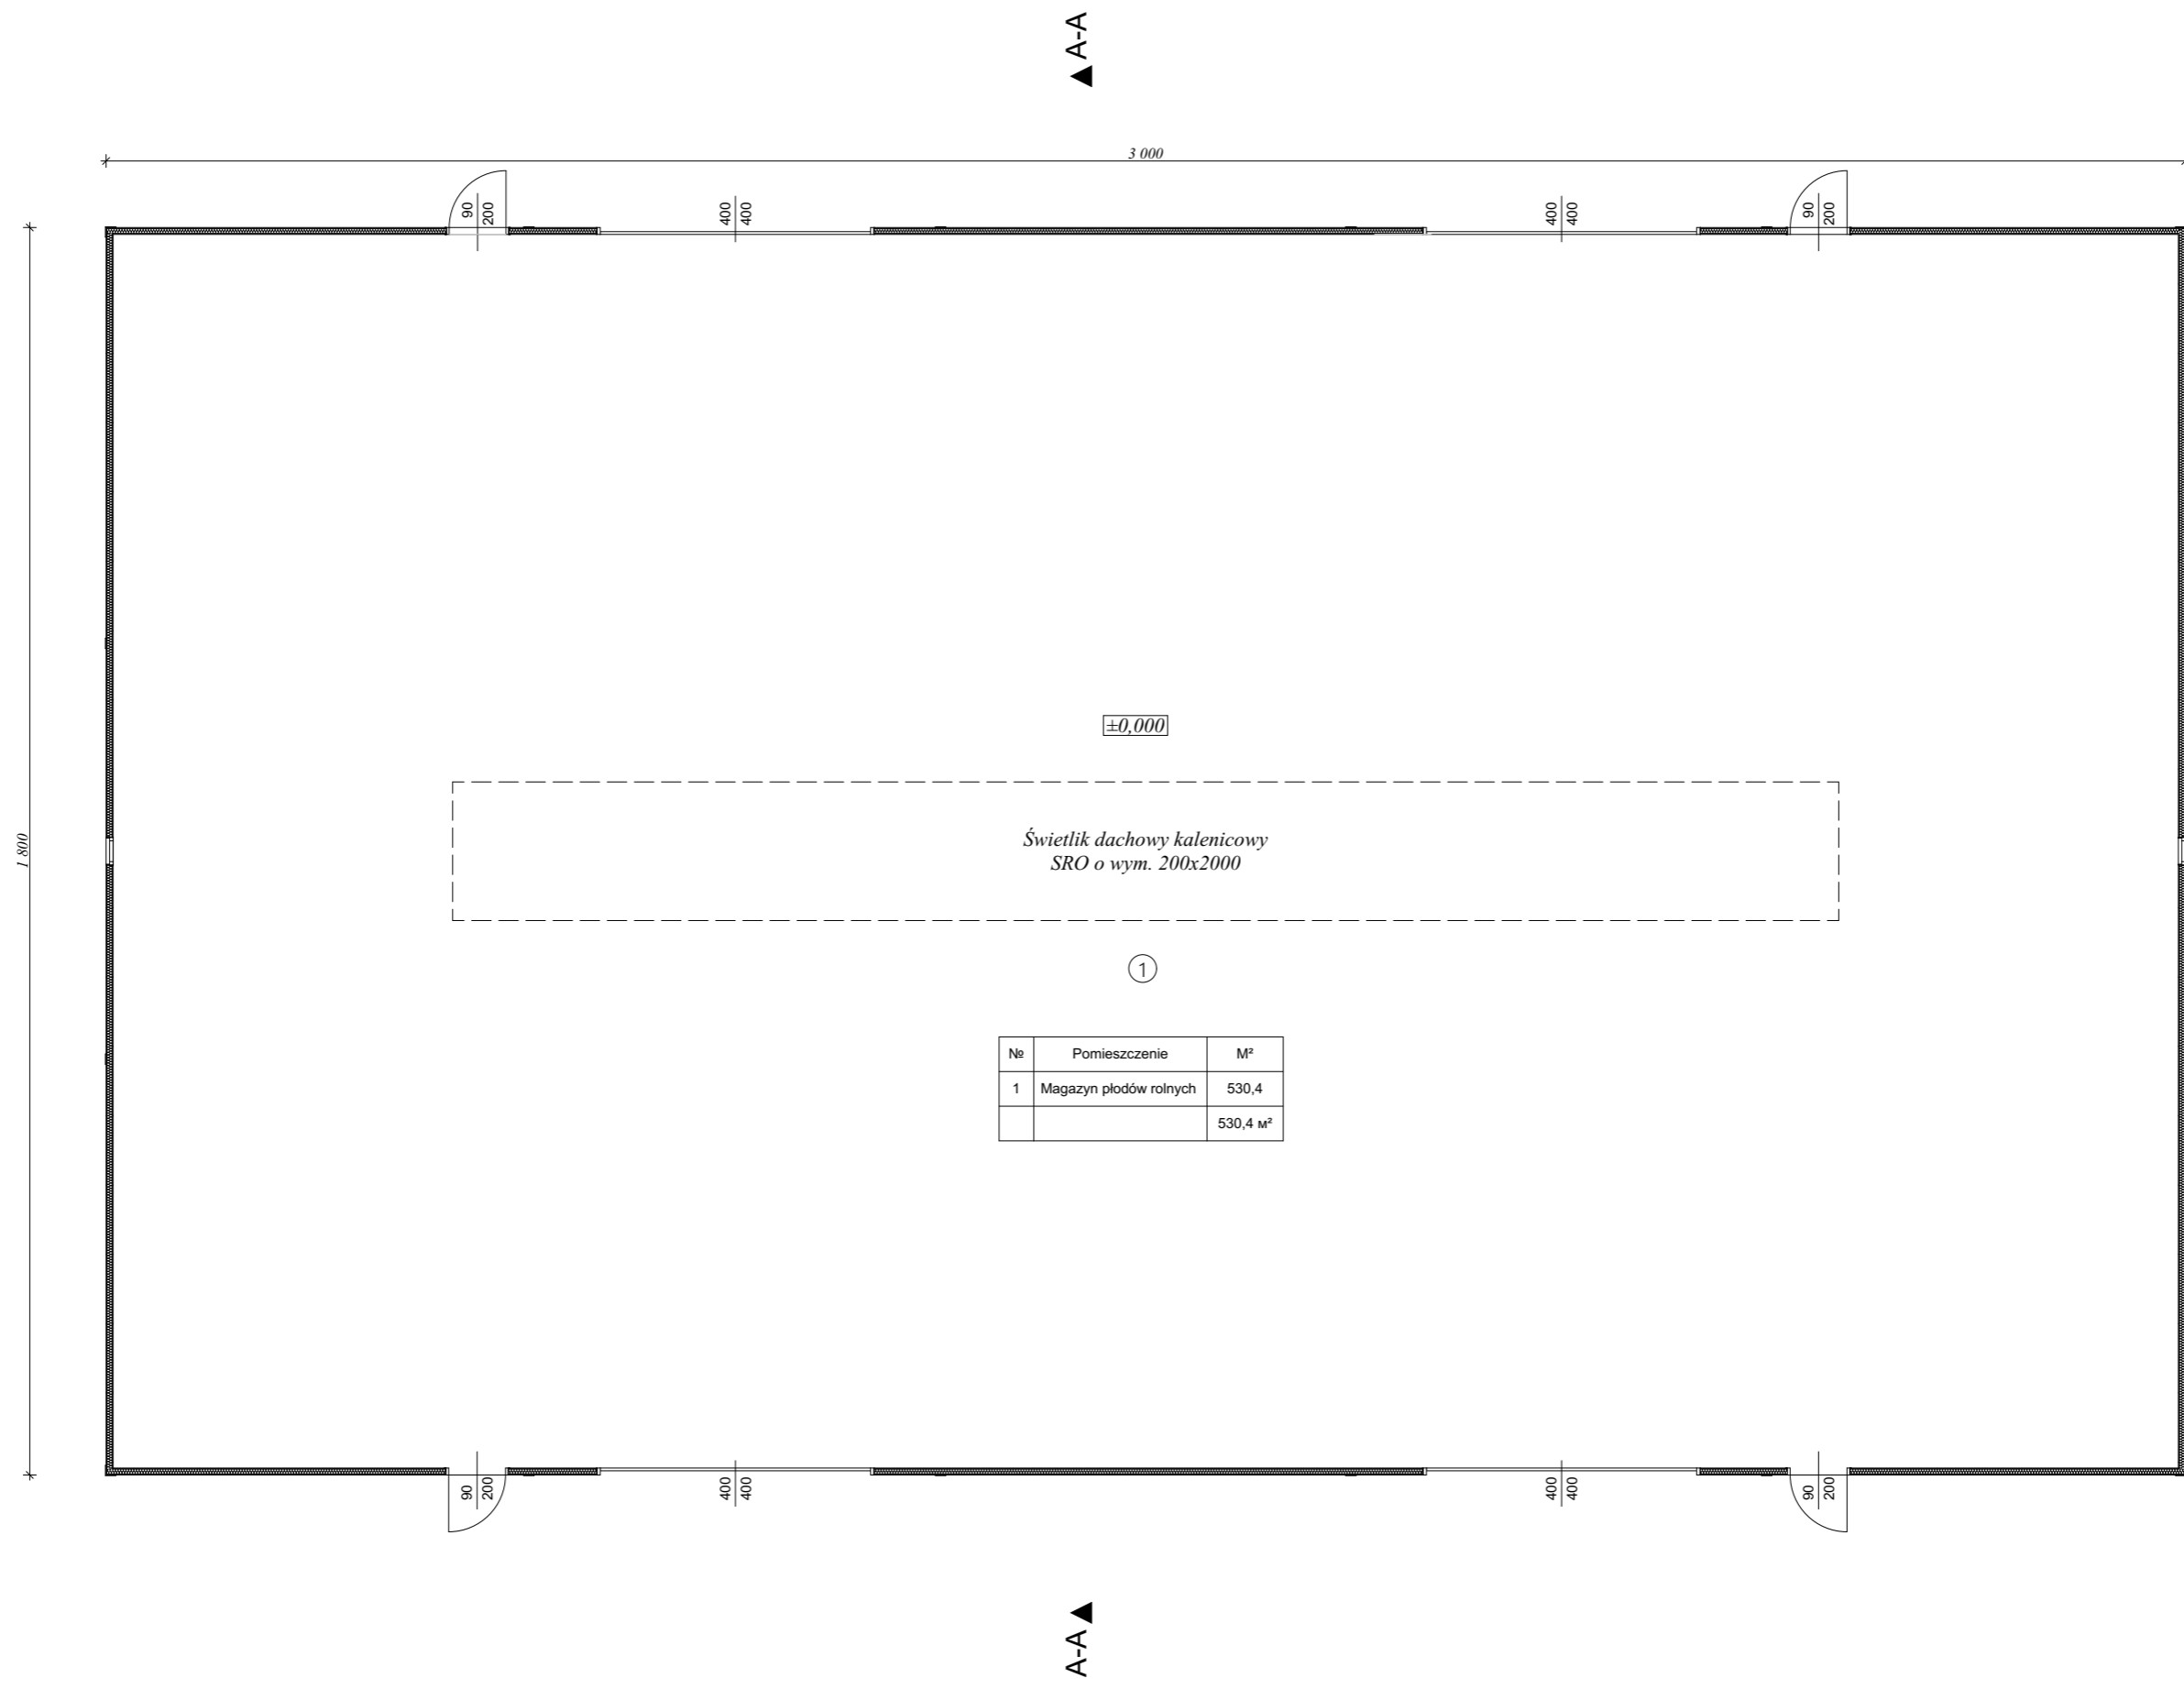 A-A
3 000
90
200
400
400
400
400
90
200
1 800
±0,000
Świetlik dachowy kalenicowy
SRO o wym. 200x2000
1
№ Pomieszczenie M²
1 Magazyn płodów rolnych 530,4
530,4 м²
90
200
400
400
400
400
90
200
A-A